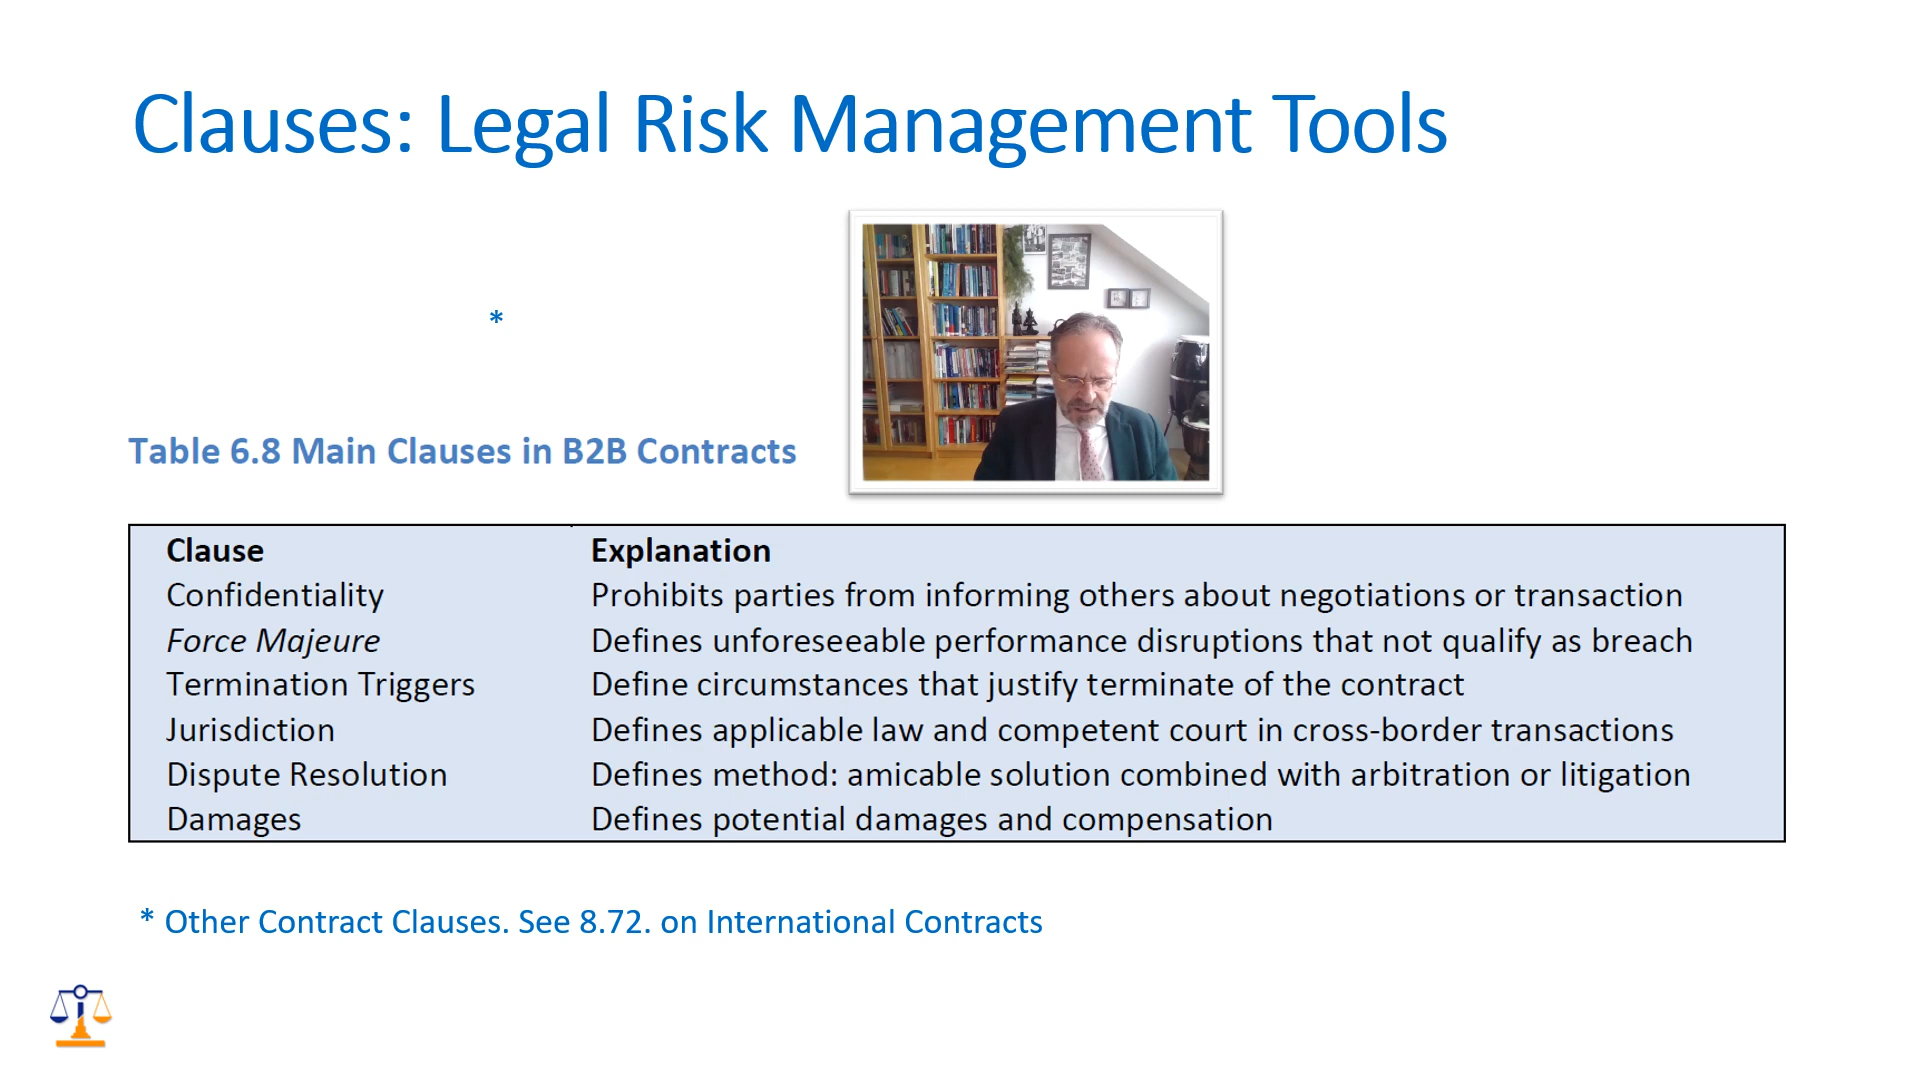 Clauses: Legal Risk Management Tools
*
Table 6.8 Main Clauses in B2B Contracts
Clause Explanation
Confidentiality Prohibits parties from informing others about negotiations or transaction
Force Majeure Defines unforeseeable performance disruptions that not qualify as breach
Termination Triggers Define circumstances that justify terminate of the contract
Jurisdiction Defines applicable law and competent court in cross-border transactions
Dispute Resolution Defines method: amicable solution combined with arbitration or litigation
Damages Defines potential damages and compensation
* Other Contract Clauses. See 8.72. on International Contracts